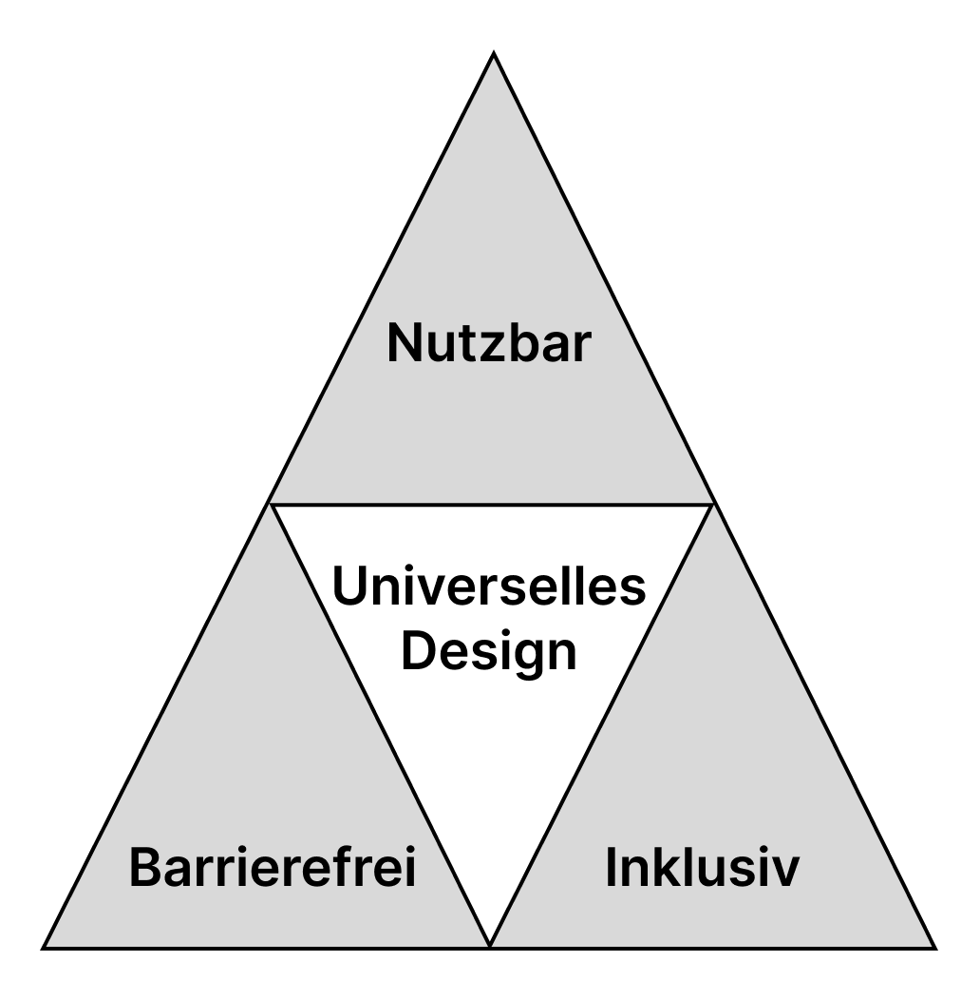 Nutzbar
Universelles
Design
Barrierefrei
Inklusiv